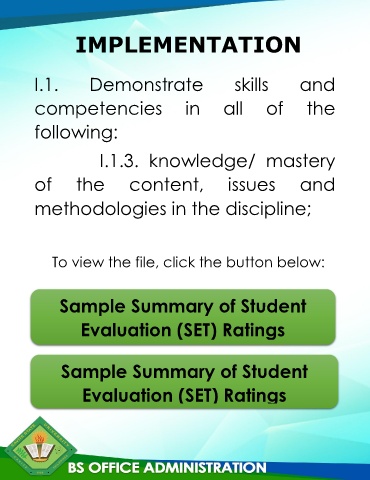 IMPLEMENTATION
I.1. Demonstrate skills and
competencies in all of the
following:
I.1.3. knowledge/ mastery
of the content, issues and
methodologies in the discipline;
To view the file, click the button below:
Sample Summary of Student
Evaluation (SET) Ratings
Sample Summary of Student
Evaluation (SET) Ratings
BS OFFICE ADMINISTRATION